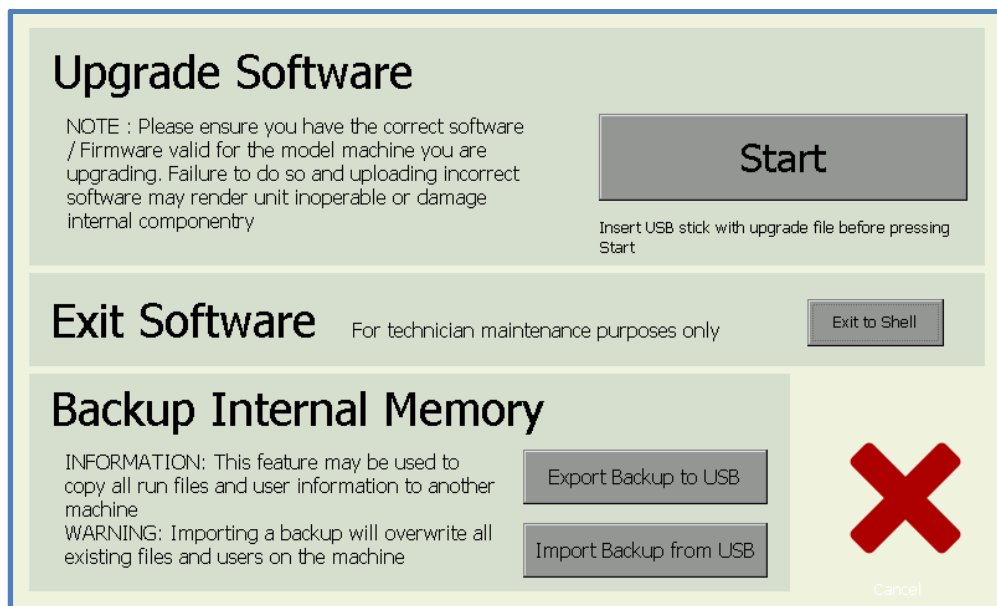 Upgrade Software
NOTE : Please ensure you have the correct software
/ Firmware valid for the model machine you are
upgrading. Failure to do so and uploading incorrect
software may render unit inoperable or damage
internal componentry
Start
Insert USB stick with upgrade file before pressing
Start
Exit Software
For technician maintenance purposes only
Exit to Shell
Backup Internal Memory
INFORMATION: This feature may be used to
copy all run files and user information to another
machine
WARNING: Importing a backup will overwrite all
existing files and users on the machine
Export Backup to USB
Import Backup from USB
Cancel